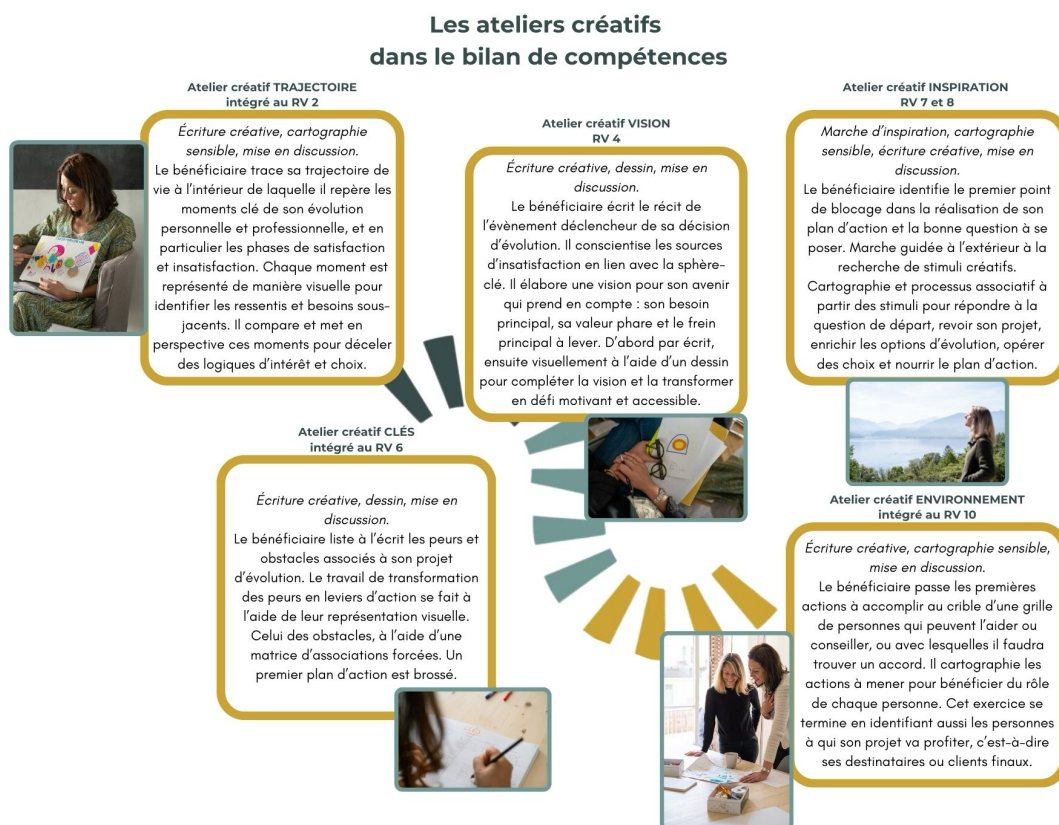 Les ateliers créatifs
dans le bilan de compétences
Atelier créatif TRAJECTOIRE
intégré au RV 2
Écriture créative, cartographie
sensible, mise en discussion.
Le bénéficiaire trace sa trajectoire de
vie à l'intérieur de laquelle il repère les
moments clé de son évolution
personnelle et professionnelle, et en
particulier les phases de satisfaction
et insatisfaction. Chaque moment est
représenté de manière visuelle pour
identifier les ressentis et besoins sous-
jacents. Il compare et met en
perspective ces moments pour déceler
des logiques d'intérêt et choix.
Atelier créatif VISION
RV 4
Écriture créative, dessin, mise en
discussion.
Le bénéficiaire écrit le récit de
l'évènement déclencheur de sa décision
d'évolution. Il conscientise les sources
d'insatisfaction en lien avec la sphère-
clé. Il élabore une vision pour son avenir
qui prend en compte : son besoin
principal, sa valeur phare et le frein
principal à lever. D'abord par écrit,
ensuite visuellement à l'aide d'un dessin
pour compléter la vision et la transformer
en défi motivant et accessible.
Atelier créatif CLÉS
intégré au RV 6
Écriture créative, dessin, mise en
discussion.
Le bénéficiaire liste à l'écrit les peurs et
obstacles associés à son projet
d'évolution. Le travail de transformation
des peurs en leviers d'action se fait à
l'aide de leur représentation visuelle.
Celui des obstacles, à l'aide d'une
matrice d'associations forcées. Un
premier plan d'action est brossé.
Atelier créatif INSPIRATION
RV 7 et 8
Marche d'inspiration, cartographie
sensible, écriture créative, mise en
discussion.
Le bénéficiaire identifie le premier point
de blocage dans la réalisation de son
plan d'action et la bonne question à se
poser. Marche guidée à l'extérieur à la
recherche de stimuli créatifs.
Cartographie et processus associatif à
partir des stimuli pour répondre à la
question de départ, revoir son projet,
enrichir les options d'évolution, opérer
des choix et nourrir le plan d'action.
Atelier créatif ENVIRONNEMENT
intégré au RV 10
Écriture créative, cartographie sensible,
mise en discussion.
Le bénéficiaire passe les premières
actions à accomplir au crible d'une grille
de personnes qui peuvent l'aider ou
conseiller, ou avec lesquelles il faudra
trouver un accord. Il cartographie les
actions à mener pour bénéficier du rôle
de chaque personne. Cet exercice se
termine en identifiant aussi les personnes
à qui son projet va profiter, c'est-à-dire
ses destinataires ou clients finaux.